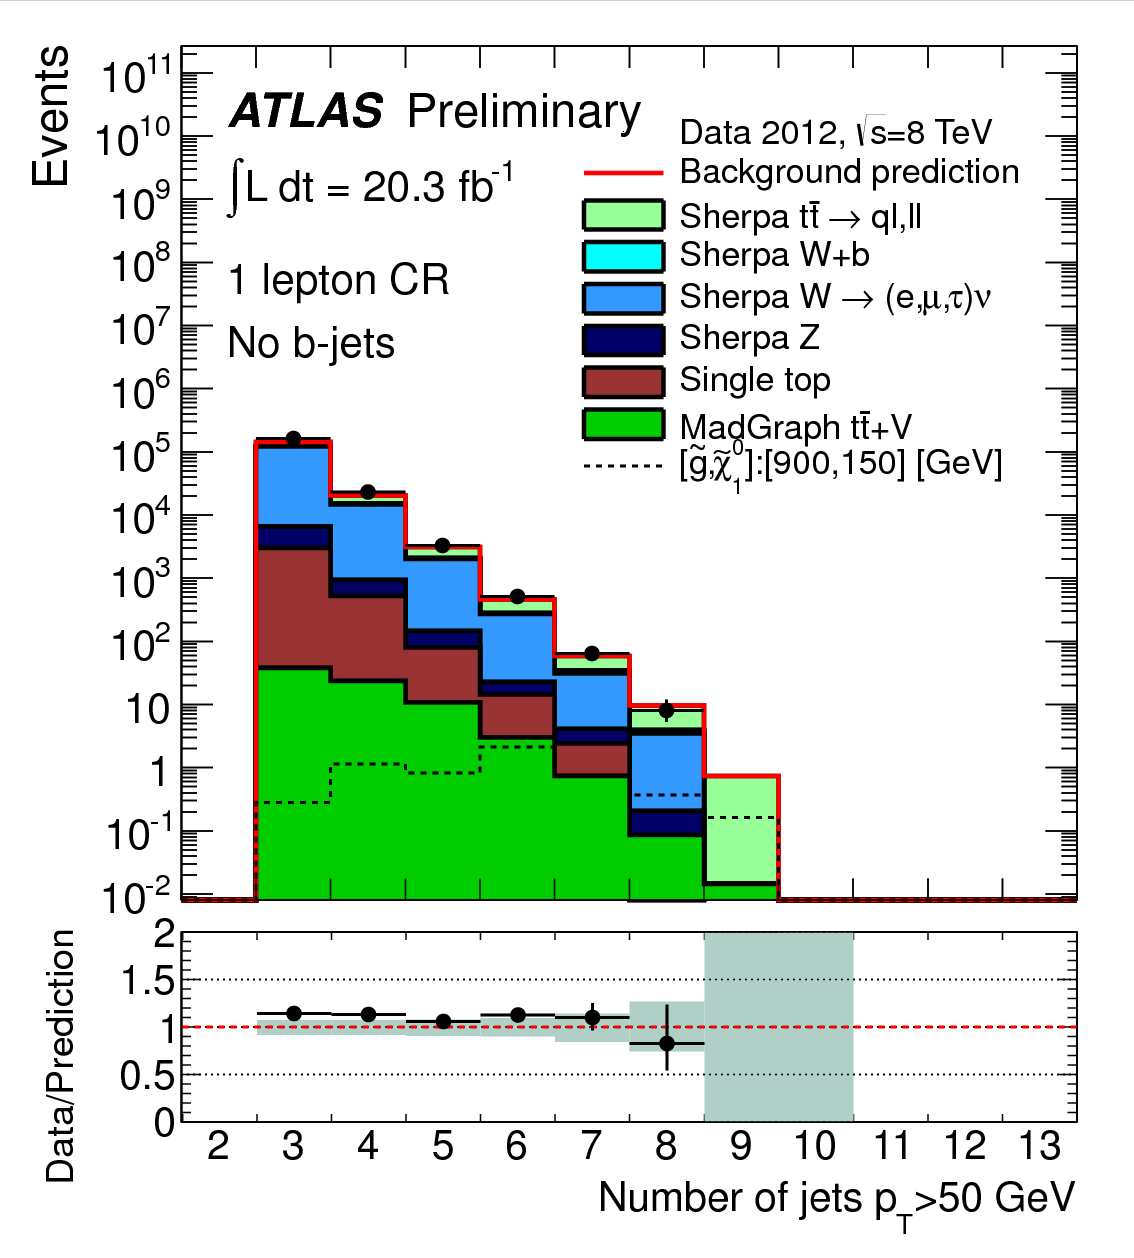 Events
10¹¹
10¹⁰
10⁹
10⁸
10⁷
10⁶
10⁵
10⁴
10³
10²
10
1
10⁻¹
10⁻²
ATLAS Preliminary
∫L dt = 20.3 fb⁻¹
1 lepton CR
No b-jets
Data 2012, √s=8 TeV
Background prediction
Sherpa tt̄ → ql,ll
Sherpa W+b
Sherpa W → (e,μ,τ)ν
Sherpa Z
Single top
MadGraph tt̄+V
[g̃,χ̃₁⁰]:[900,150] [GeV]
Data/Prediction
2
1.5
1
0.5
0
2 3 4 5 6 7 8 9 10 11 12 13
Number of jets p_T>50 GeV